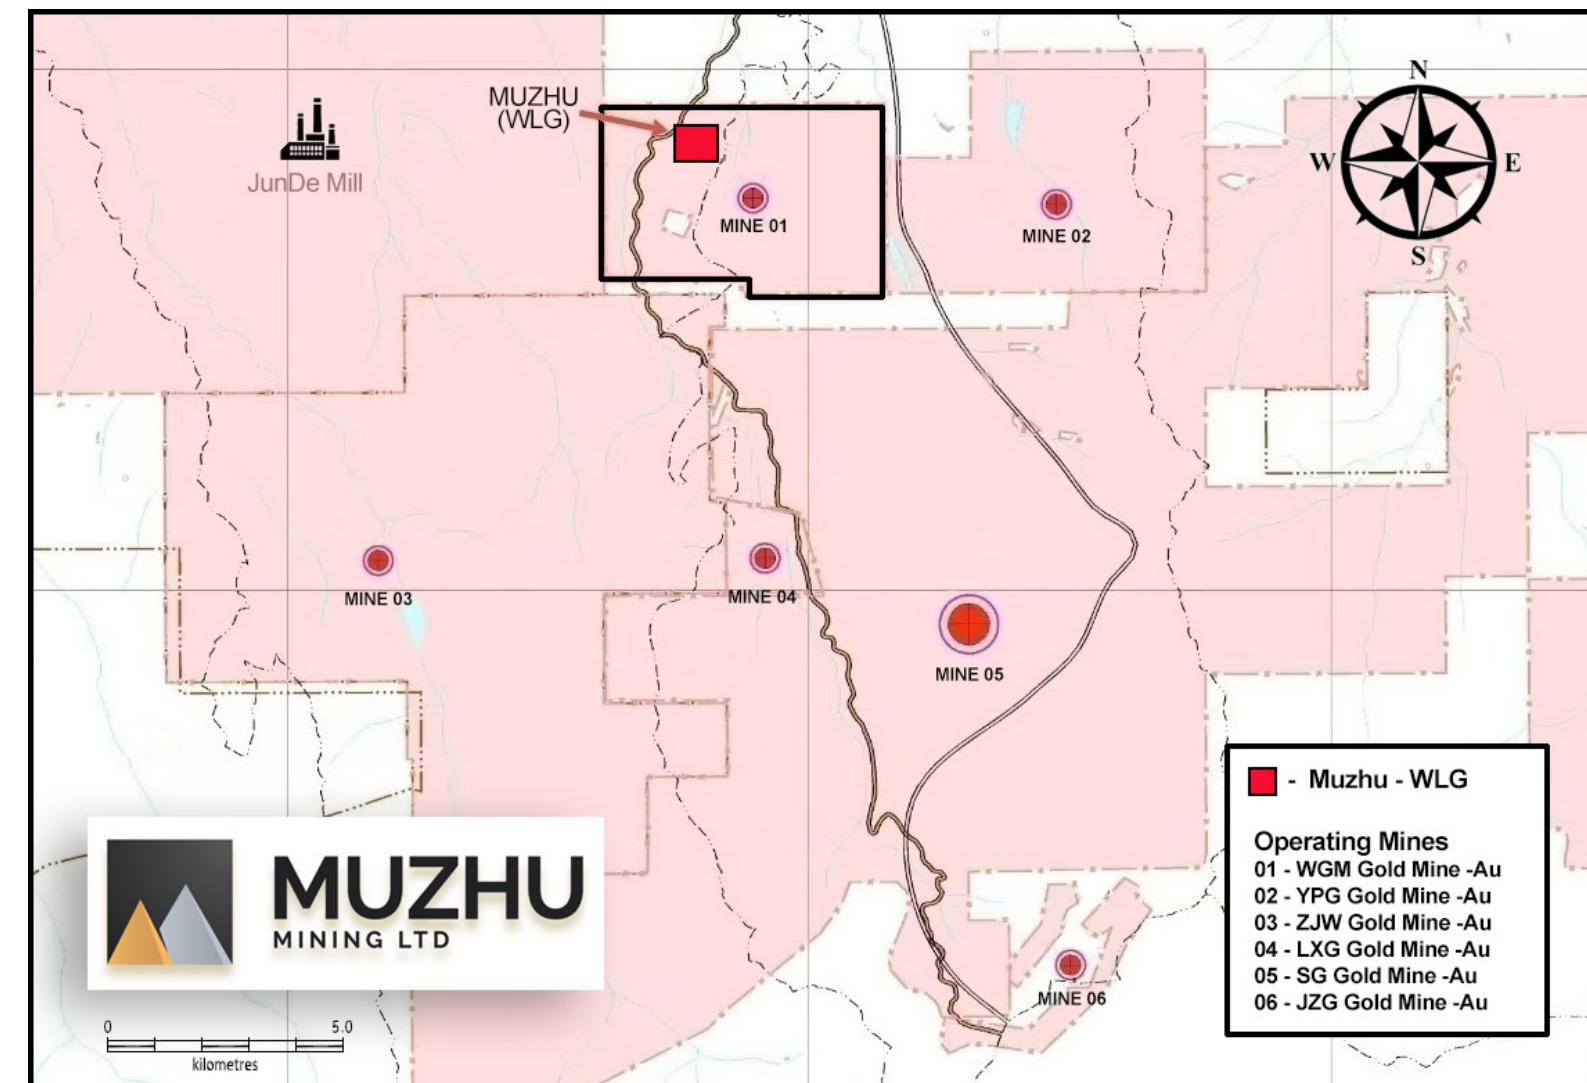 N
W
E
S
MUZHU
(WLG)
JunDe Mill
MINE 01
MINE 02
MINE 03
MINE 04
MINE 05
MINE 06
- Muzhu - WLG
Operating Mines
01 - WGM Gold Mine -Au
02 - YPG Gold Mine -Au
03 - ZJW Gold Mine -Au
04 - LXG Gold Mine -Au
05 - SG Gold Mine -Au
06 - JZG Gold Mine -Au
MUZHU
MINING LTD
0
5.0
kilometres